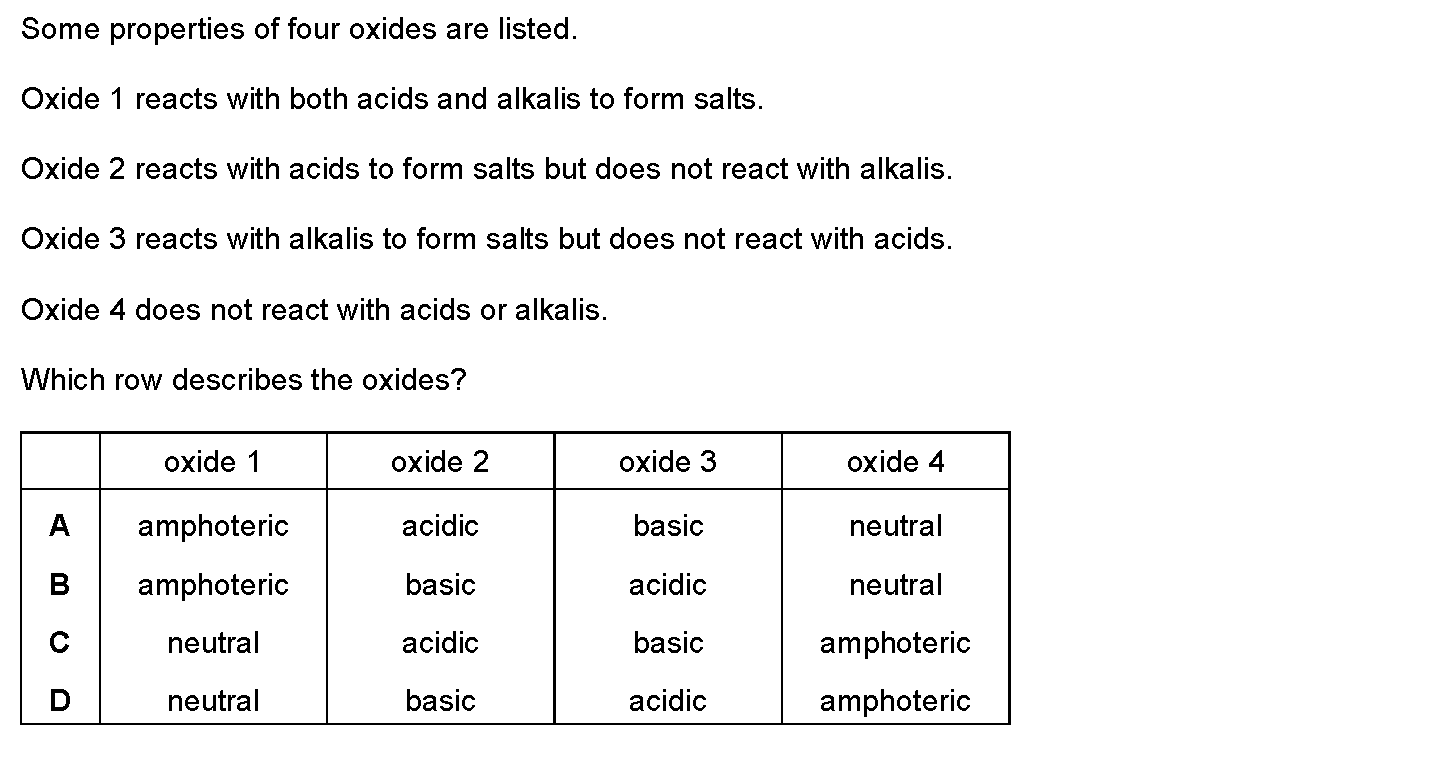 Some properties of four oxides are listed.
Oxide 1 reacts with both acids and alkalis to form salts.
Oxide 2 reacts with acids to form salts but does not react with alkalis.
Oxide 3 reacts with alkalis to form salts but does not react with acids.
Oxide 4 does not react with acids or alkalis.
Which row describes the oxides?
oxide 1 oxide 2 oxide 3 oxide 4
A amphoteric acidic basic neutral
B amphoteric basic acidic neutral
C neutral acidic basic amphoteric
D neutral basic acidic amphoteric